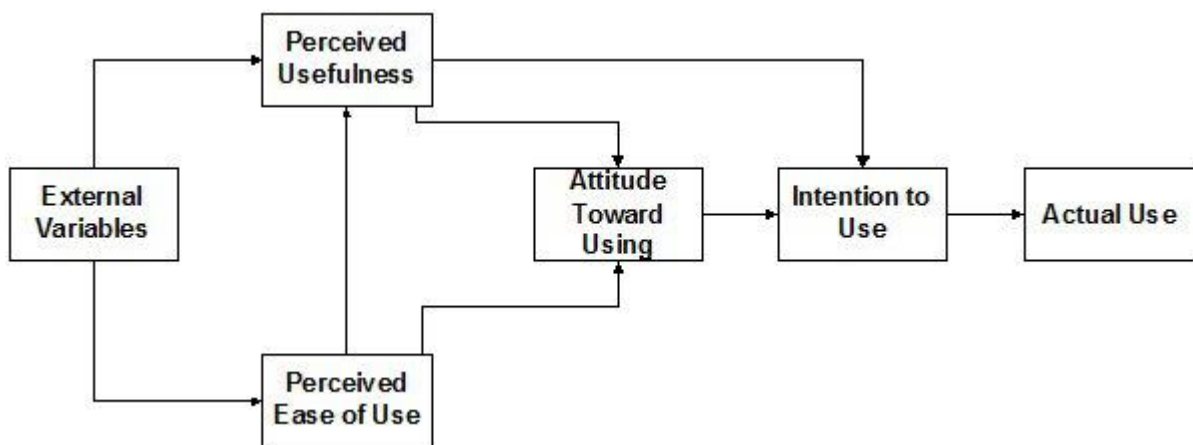 Perceived
Usefulness
External
Variables
Attitude
Toward
Using
Intention to
Use
Actual Use
Perceived
Ease of Use